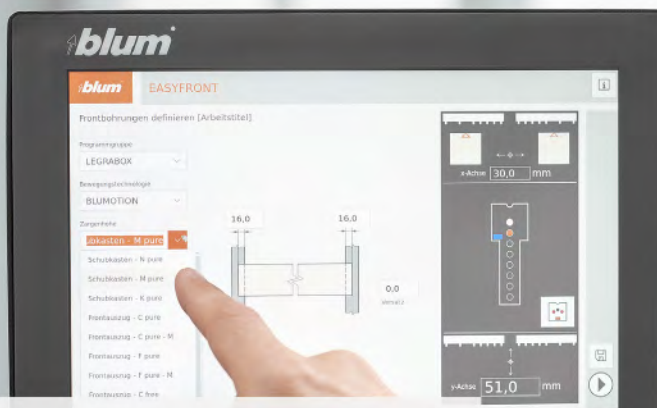 blum
blum
EASYFRONT
i
Frontbohrungen definieren [Arbeitstitel]
Programmgruppe
LEGRABOX
Bewegungstechnologie
BLUMOTION
Zargenhöhe
ubkasten - M pure
Schubkasten - N pure
Schubkasten - M pure
Schubkasten - K pure
Frontauszug - C pure
Frontauszug - C pure - M
Frontauszug - F pure
Frontauszug - F pure - M
Frontauszug - C free
16,0
16,0
0,0
x-Achse 30,0 mm
y-Achse 51,0 mm